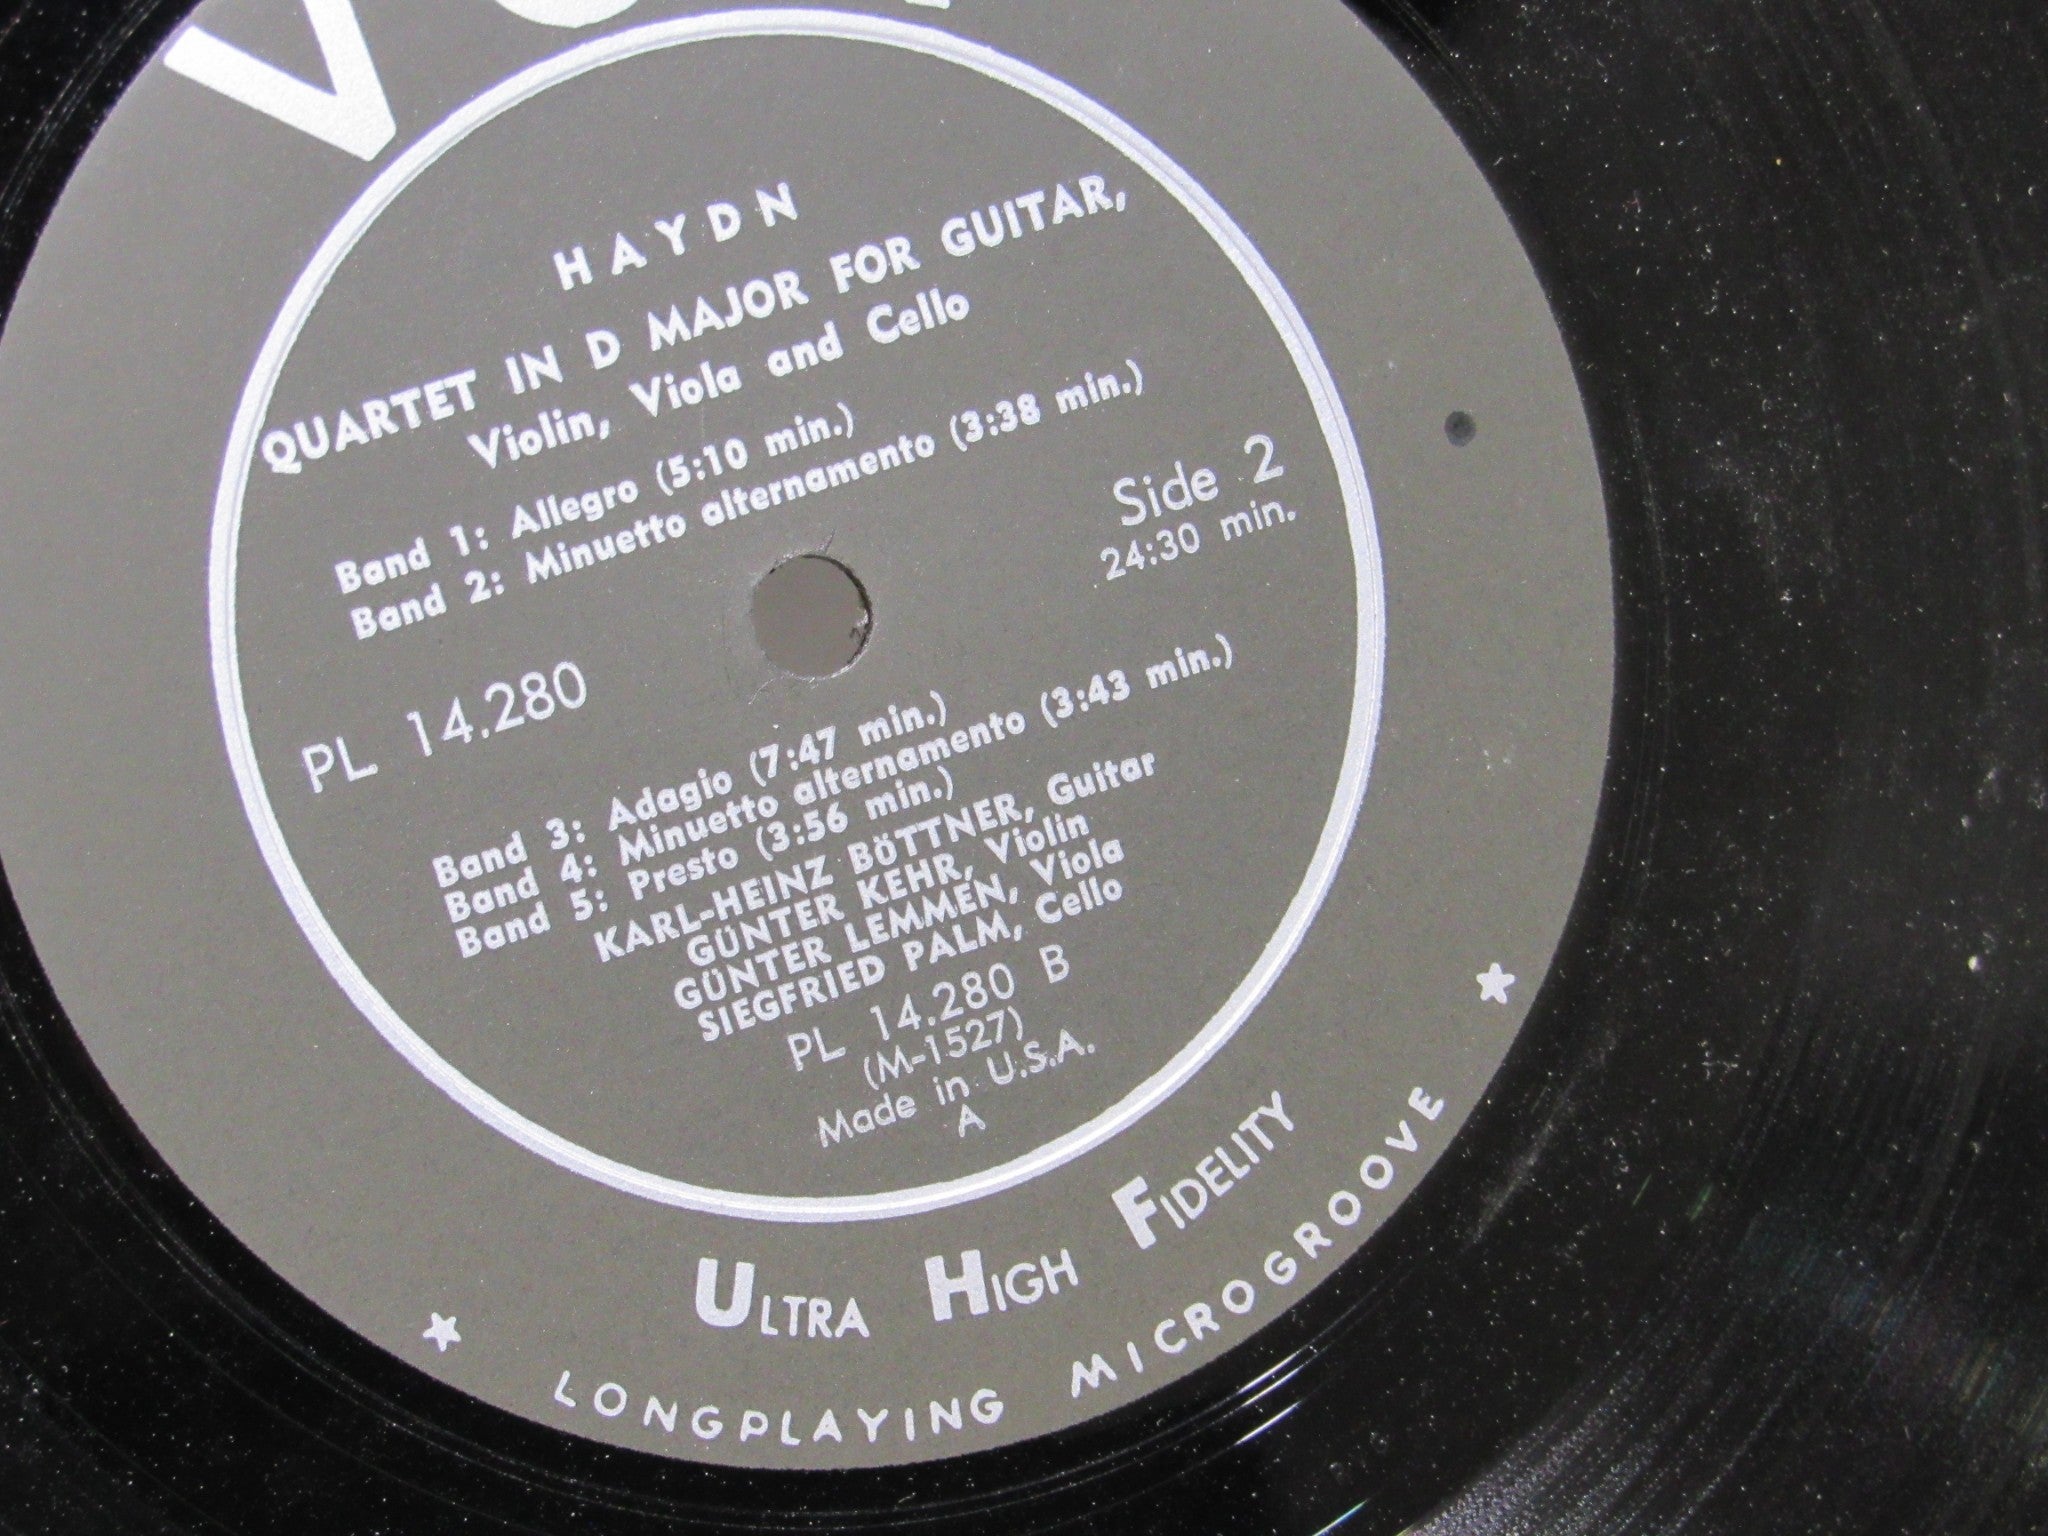 HAYDN
QUARTET IN D MAJOR FOR GUITAR,
Violin, Viola and Cello
Band 1: Allegro (5:10 min.)
Band 2: Minuetto alternamento (3:38 min.)
Side 2
24:30 min.
PL 14.280
Band 3: Adagio (7:47 min.)
Band 4: Minuetto alternamento (3:43 min.)
Band 5: Presto (3:56 min.)
KARL-HEINZ BÖTTNER, Guitar
GÜNTER KEHR, Violin
GÜNTER LEMMEN, Viola
SIEGFRIED PALM, Cello
PL 14.280 B
(M-1527)
Made in U.S.A.
A
ULTRA HIGH FIDELITY
LONGPLAYING MICROGROOVE